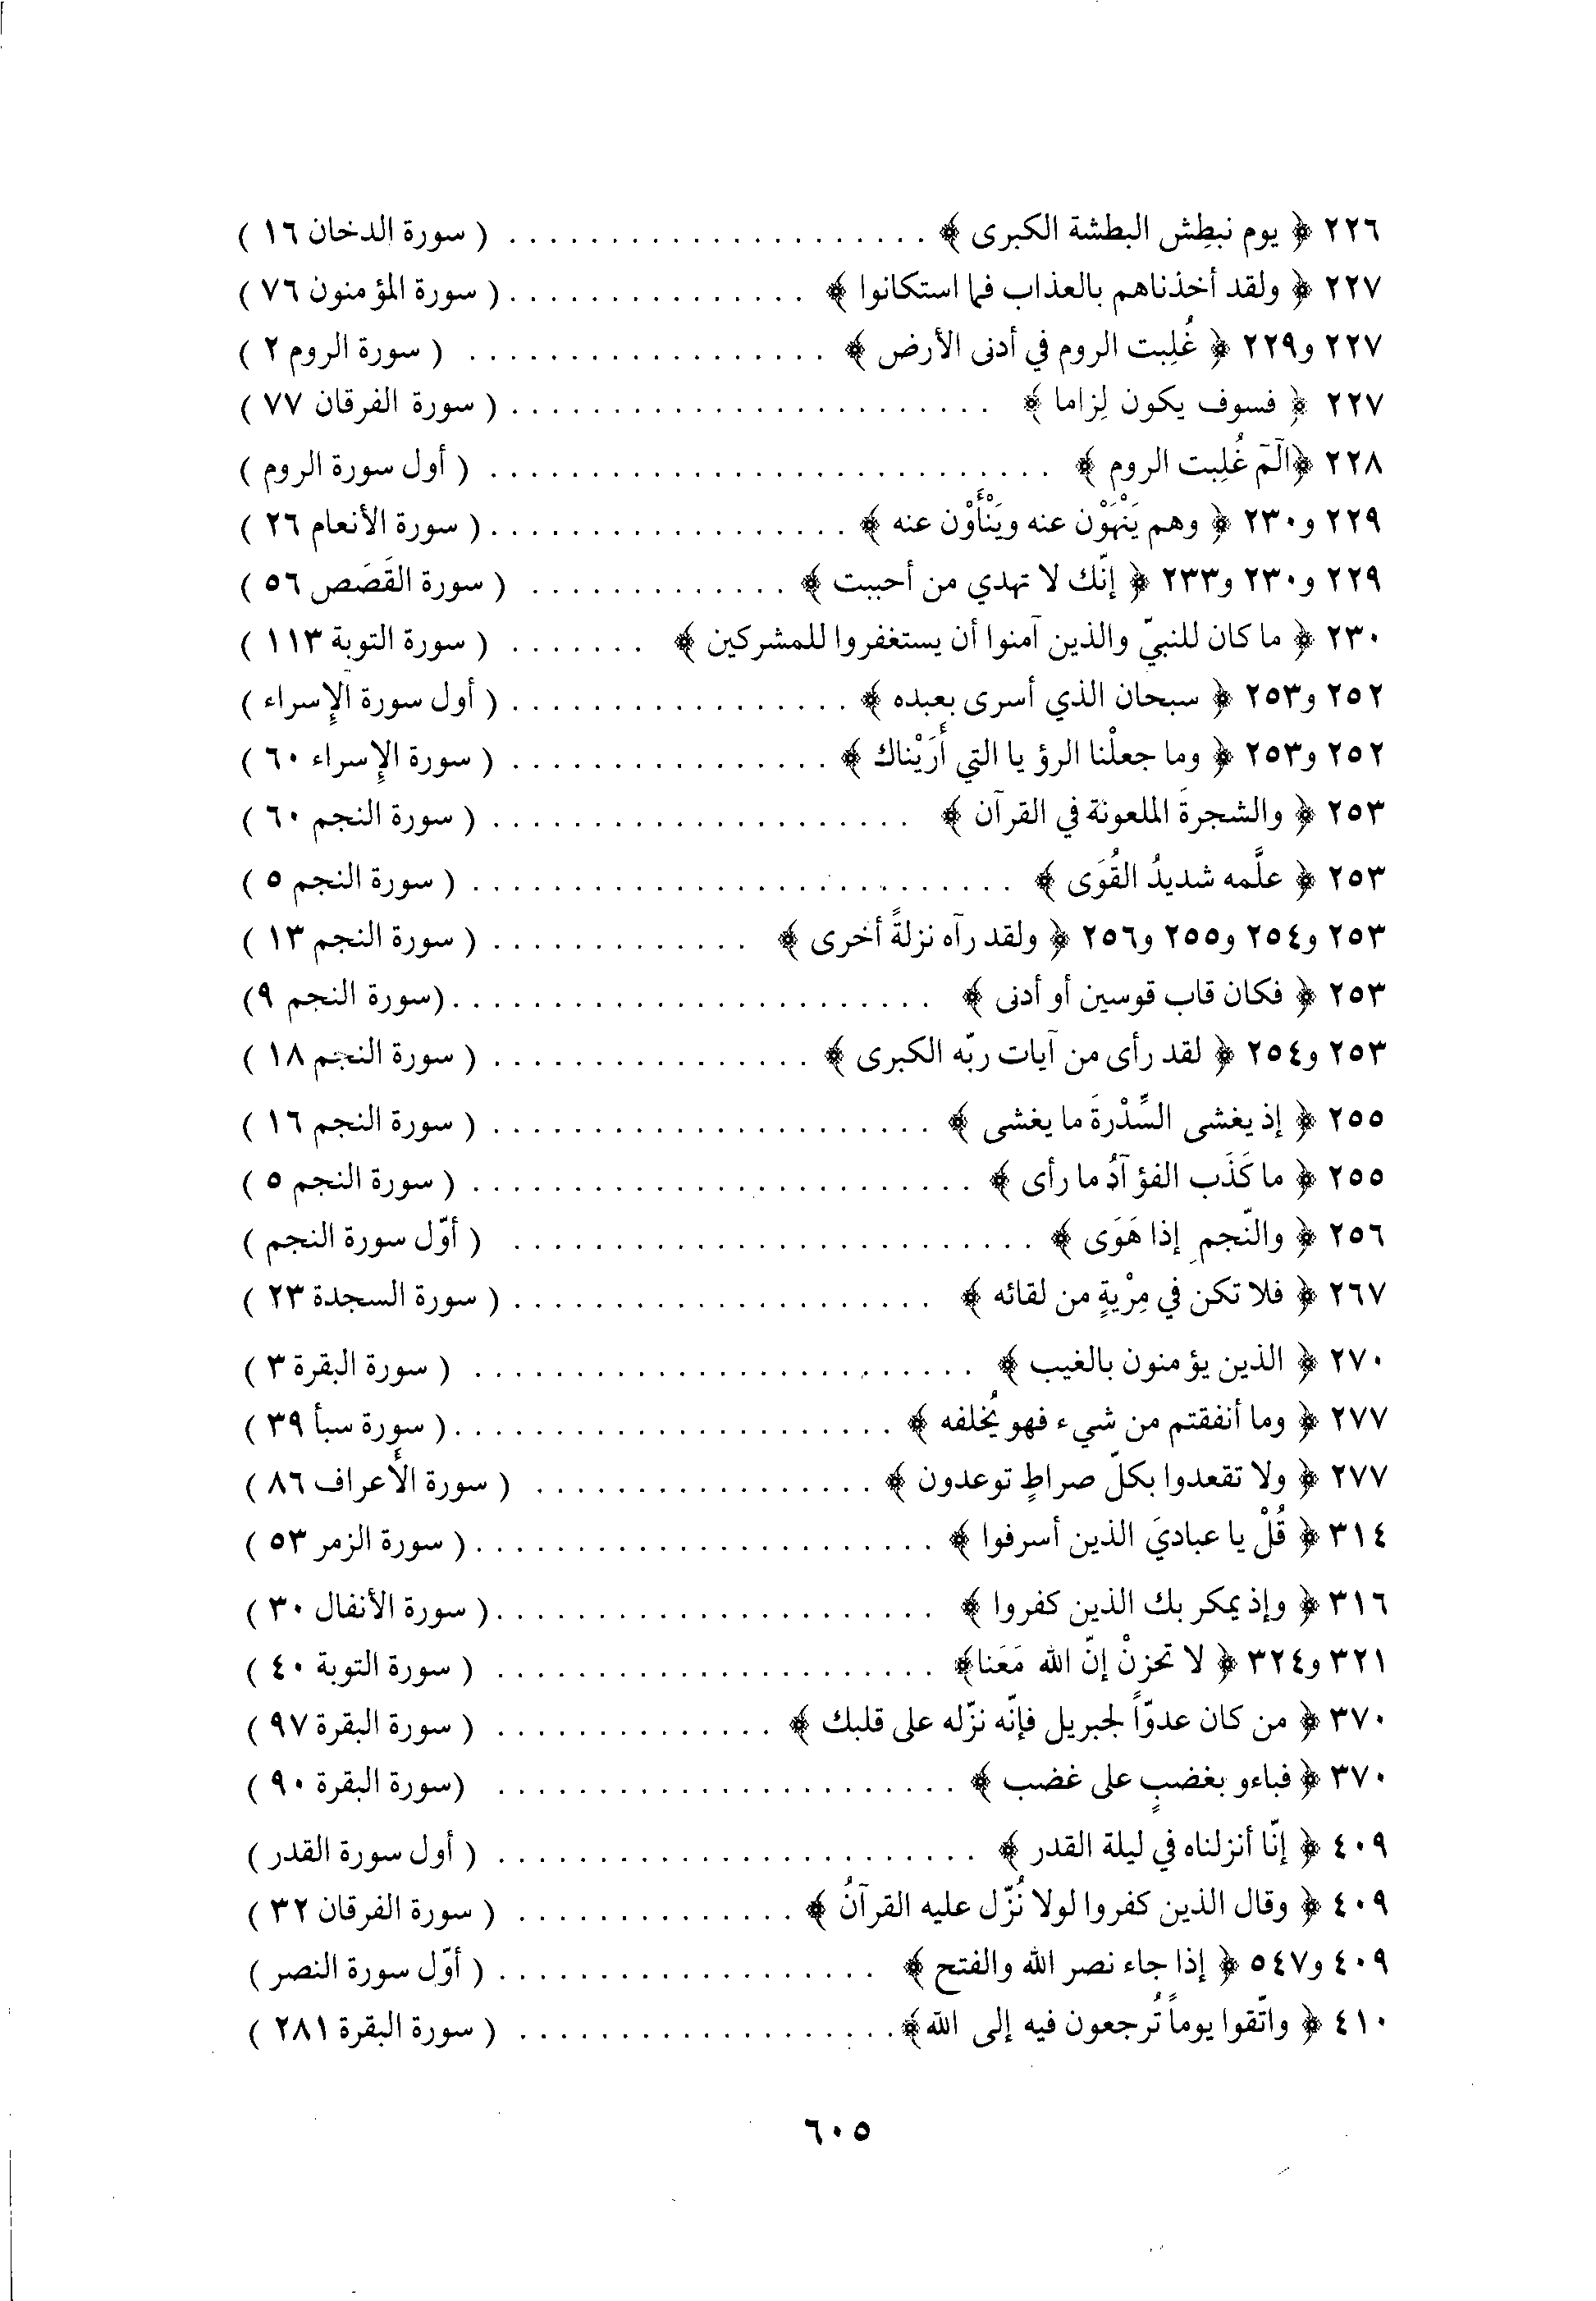 ٢٢٦ ﴿ يوم نبطِش البطشة الكبرى ﴾ . . . . . . . . . . . . . . . . . . . . ( سورة الدخان ١٦ )
٢٢٧ ﴿ ولقد أخذناهم بالعذاب فما استكانوا ﴾ . . . . . . . . . . . . . . . ( سورة المؤمنون ٧٦ )
٢٢٧ و٢٢٩ ﴿ غُلِبت الروم في أدنى الأرض ﴾ . . . . . . . . . . . . . . . . . ( سورة الروم ٢ )
٢٢٧ ﴿ فسوف يكون لِزاما ﴾ . . . . . . . . . . . . . . . . . . . . . . . ( سورة الفرقان ٧٧ )
٢٢٨ ﴿الٓمٓ غُلِبت الروم ﴾ . . . . . . . . . . . . . . . . . . . . . . . . . . . ( أول سورة الروم )
٢٢٩ و٢٣٠ ﴿ وهم يَنْهَوْن عنه ويَنْأَوْن عنه ﴾ . . . . . . . . . . . . . . . . . . ( سورة الأنعام ٢٦ )
٢٢٩ و٢٣٠ و٢٣٣ ﴿ إنّك لا تهدي من أحببت ﴾ . . . . . . . . . . . . . ( سورة القَصَص ٥٦ )
٢٣٠ ﴿ ما كان للنبيّ والذين آمنوا أن يستغفروا للمشركين ﴾ . . . . . . . ( سورة التوبة ١١٣ )
٢٥٢ و٢٥٣ ﴿ سبحان الذي أسرى بعبده ﴾ . . . . . . . . . . . . . . . . . ( أول سورة الإسراء )
٢٥٢ و٢٥٣ ﴿ وما جعلْنا الرؤيا التي أَرَيْناك ﴾ . . . . . . . . . . . . . . . . ( سورة الإسراء ٦٠ )
٢٥٣ ﴿ والشجرةَ الملعونة في القرآن ﴾ . . . . . . . . . . . . . . . . . . . . . ( سورة النجم ٦٠ )
٢٥٣ ﴿ علَّمه شديدُ القُوَى ﴾ . . . . . . . . . . . . . . . . . . . . . . . . . . . ( سورة النجم ٥ )
٢٥٣ و٢٥٤ و٢٥٥ و٢٥٦ ﴿ ولقد رآه نزلةً أخرى ﴾ . . . . . . . . . . . . . ( سورة النجم ١٣ )
٢٥٣ ﴿ فكان قاب قوسين أو أدنى ﴾ . . . . . . . . . . . . . . . . . . . . . . . . (سورة النجم ٩)
٢٥٣ و٢٥٤ ﴿ لقد رأى من آيات ربّه الكبرى ﴾ . . . . . . . . . . . . . . . . ( سورة النجم ١٨ )
٢٥٥ ﴿ إذ يغشى السِّدْرةَ ما يغشى ﴾ . . . . . . . . . . . . . . . . . . . . . . ( سورة النجم ١٦ )
٢٥٥ ﴿ ما كَذَب الفؤآدُ ما رأى ﴾ . . . . . . . . . . . . . . . . . . . . . . . . . ( سورة النجم ٥ )
٢٥٦ ﴿ والنّجمِ إذا هَوَى ﴾ . . . . . . . . . . . . . . . . . . . . . . . . . . ( أوّل سورة النجم )
٢٦٧ ﴿ فلا تكن في مِرْيةٍ من لقائه ﴾ . . . . . . . . . . . . . . . . . . . . . ( سورة السجدة ٢٣ )
٢٧٠ ﴿ الذين يؤمنون بالغيب ﴾ . . . . . . . . . . . . . . . . . . . . . . . . . ( سورة البقرة ٣ )
٢٧٧ ﴿ وما أنفقتم من شيء فهو يُخلفه ﴾ . . . . . . . . . . . . . . . . . . . . . . ( سورة سبأ ٣٩ )
٢٧٧ ﴿ ولا تقعدوا بكلّ صراطٍ توعدون ﴾ . . . . . . . . . . . . . . . . . ( سورة الأعراف ٨٦ )
٣١٤ ﴿ قُلْ يا عباديَ الذين أسرفوا ﴾ . . . . . . . . . . . . . . . . . . . . . . . ( سورة الزمر ٥٣ )
٣١٦ ﴿ وإذ يمكر بك الذين كفروا ﴾ . . . . . . . . . . . . . . . . . . . . . . ( سورة الأنفال ٣٠ )
٣٢١ و٣٢٤ ﴿ لا تحزنْ إنّ الله مَعَنا﴾ . . . . . . . . . . . . . . . . . . . . . . ( سورة التوبة ٤٠ )
٣٧٠ ﴿ من كان عدوّاً لجبريل فإنّه نزّله على قلبك ﴾ . . . . . . . . . . . . . . ( سورة البقرة ٩٧ )
٣٧٠ ﴿ فباءو بغضبٍ على غضب ﴾ . . . . . . . . . . . . . . . . . . . . . . . (سورة البقرة ٩٠ )
٤٠٩ ﴿ إنّا أنزلناه في ليلة القدر ﴾ . . . . . . . . . . . . . . . . . . . . . . . . ( أول سورة القدر )
٤٠٩ ﴿ وقال الذين كفروا لولا نُزّل عليه القرآنُ ﴾ . . . . . . . . . . . . . . ( سورة الفرقان ٣٢ )
٤٠٩ و٥٤٧ ﴿ إذا جاء نصر الله والفتح ﴾ . . . . . . . . . . . . . . . . . . . ( أوّل سورة النصر )
٤١٠ ﴿ واتّقوا يوماً تُرجعون فيه إلى الله﴾ . . . . . . . . . . . . . . . . . . . ( سورة البقرة ٢٨١ )
٦٠٥